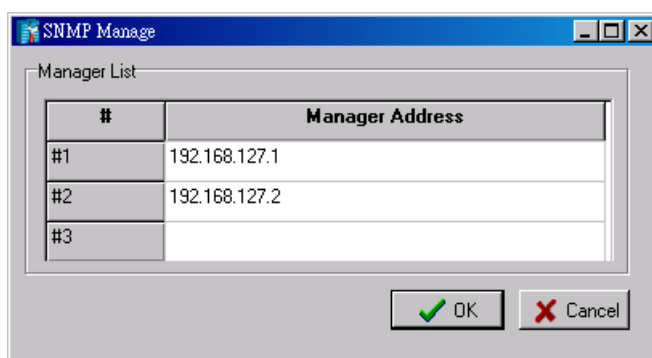 SNMP Manage
Manager List
# Manager Address
#1 192.168.127.1
#2 192.168.127.2
#3
OK Cancel